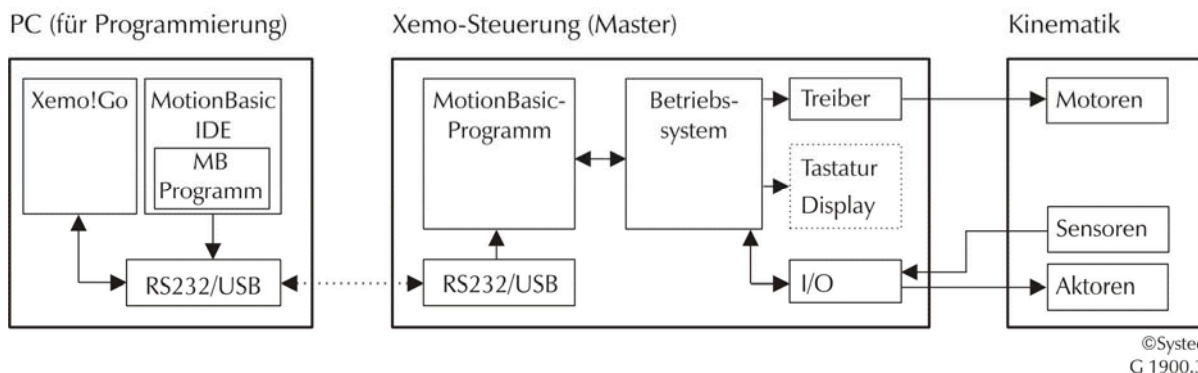 PC (für Programmierung)
Xemo-Steuerung (Master)
Kinematik
Xemo!Go
MotionBasic
IDE
MB
Programm
RS232/USB
MotionBasic-
Programm
RS232/USB
Betriebs-
system
Treiber
Tastatur
Display
I/O
Motoren
Sensoren
Aktoren
G 1900.